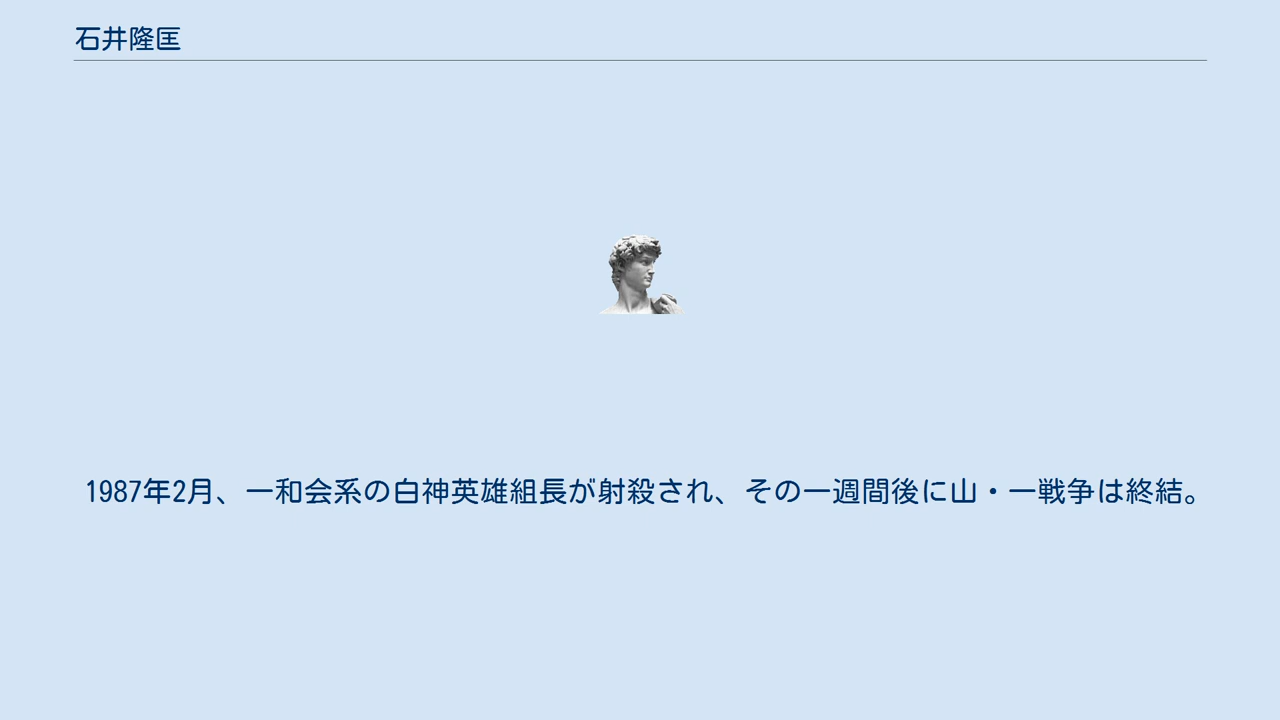 石井隆匡
1987年2月、一和会系の白神英雄組長が射殺され、その一週間後に山・一戦争は終結。